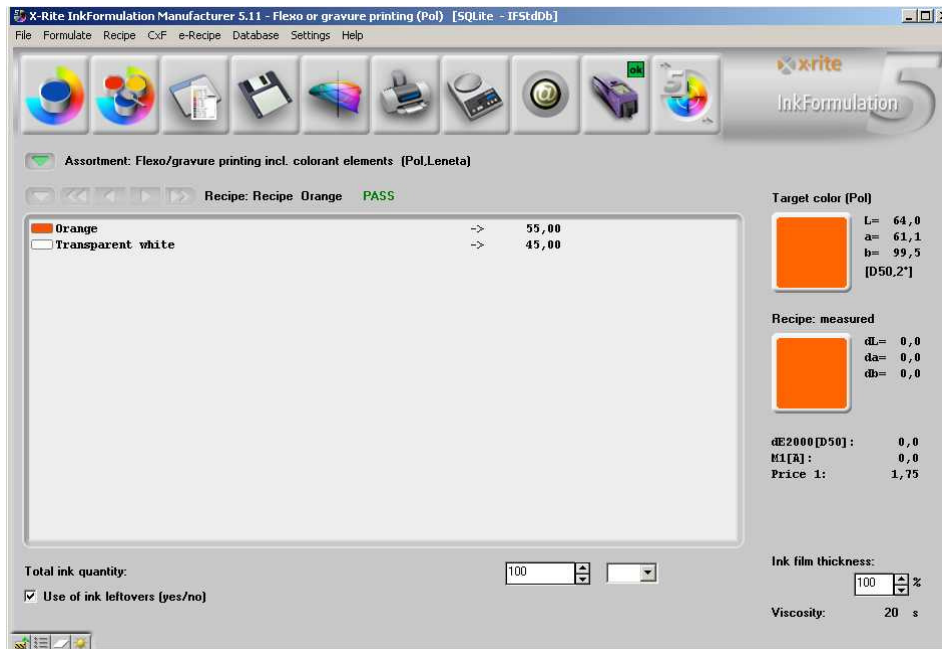 X-Rite InkFormulation Manufacturer 5.11 - Flexo or gravure printing (Pol) [SQLite - IFStdDb]
File Formulate Recipe CxF e-Recipe Database Settings Help
ok
5
x·rite
InkFormulation 5
Assortment: Flexo/gravure printing incl. colorant elements (Pol,Leneta)
Recipe: Recipe Orange PASS
Orange -> 55,00
Transparent white -> 45,00
Target color (Pol)
L= 64,0
a= 61,1
b= 99,5
[D50,2°]
Recipe: measured
dL= 0,0
da= 0,0
db= 0,0
dE2000[D50]: 0,0
M1[A]: 0,0
Price 1: 1,75
Total ink quantity: 100
Use of ink leftovers (yes/no)
Ink film thickness:
100 %
Viscosity: 20 s